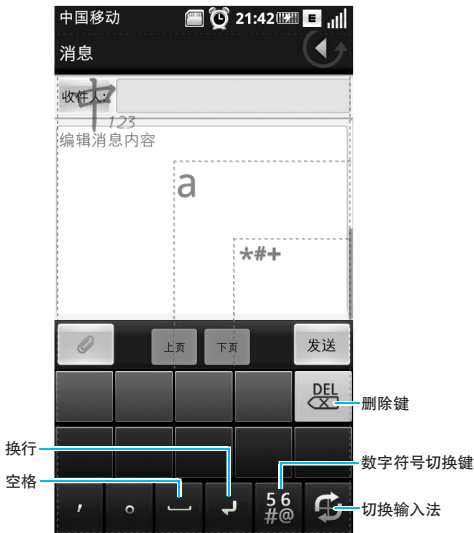 中国移动 21:42 E
消息
收件人:
中
123
编辑消息内容
a
*#+
上页 下页 发送
DEL
删除键
换行
数字符号切换键
空格
切换输入法
, 。 56
#@